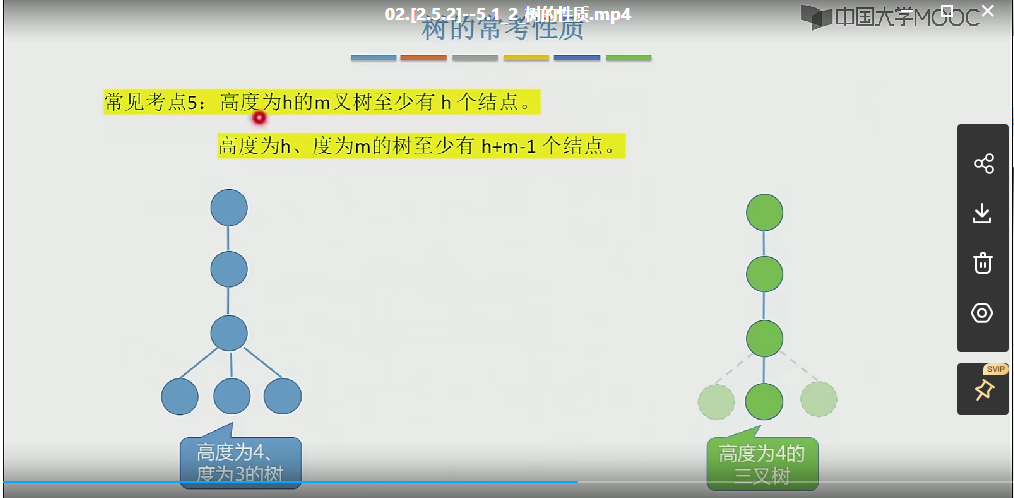 02.[2.5.2]--5.1_2_树的性质.mp4
中国大学MOOC
树的常考性质
常见考点5：高度为h的m叉树至少有 h 个结点。
高度为h、度为m的树至少有 h+m-1 个结点。
SVIP
高度为4、
度为3的树
高度为4的
三叉树